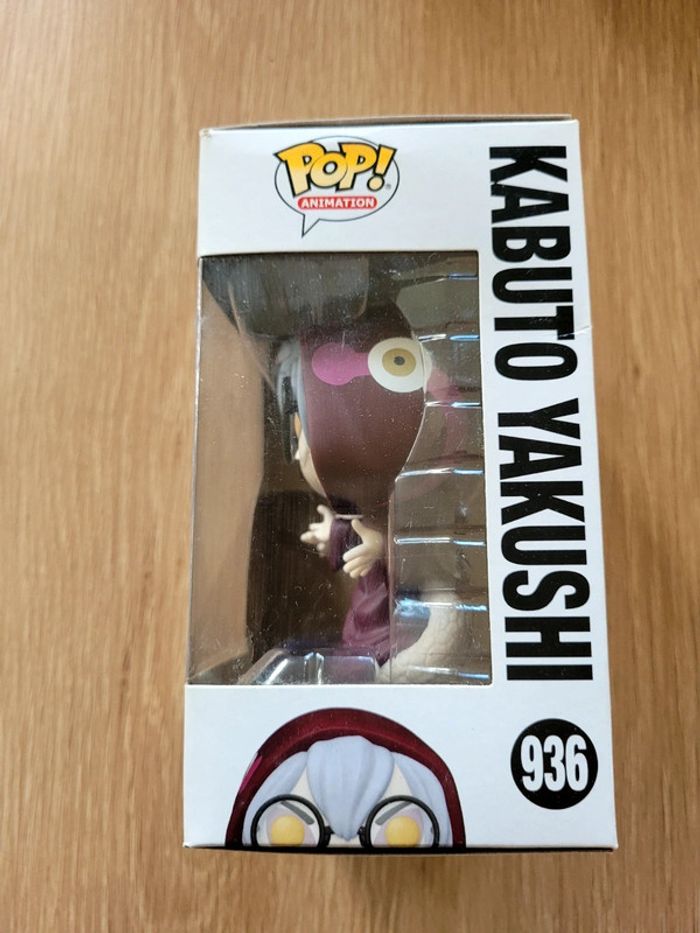 POP!
ANIMATION
KABUTO YAKUSHI
936